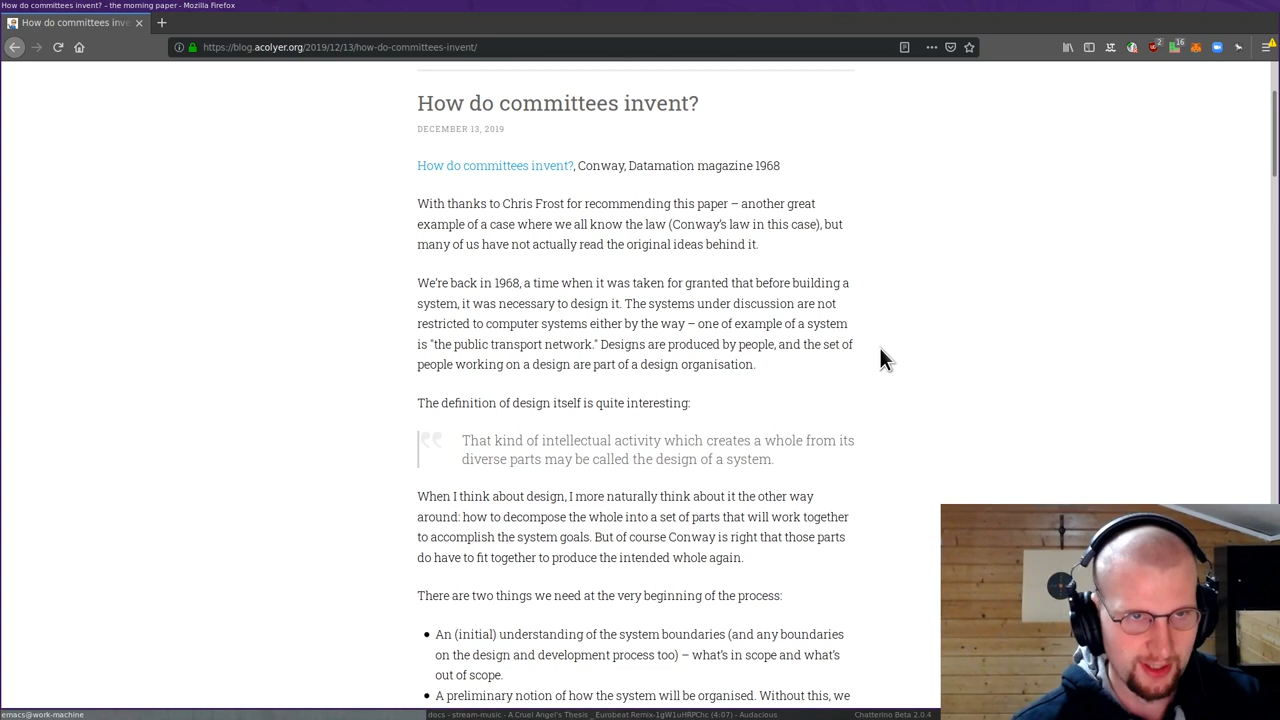 How do committees invent? – the morning paper - Mozilla Firefox
How do committees inve
https://blog.acolyer.org/2019/12/13/how-do-committees-invent/
2
16
How do committees invent?
DECEMBER 13, 2019
How do committees invent?, Conway, Datamation magazine 1968
With thanks to Chris Frost for recommending this paper – another great
example of a case where we all know the law (Conway's law in this case), but
many of us have not actually read the original ideas behind it.
We're back in 1968, a time when it was taken for granted that before building a
system, it was necessary to design it. The systems under discussion are not
restricted to computer systems either by the way – one of example of a system
is "the public transport network." Designs are produced by people, and the set of
people working on a design are part of a design organisation.
The definition of design itself is quite interesting:
That kind of intellectual activity which creates a whole from its
diverse parts may be called the design of a system.
When I think about design, I more naturally think about it the other way
around: how to decompose the whole into a set of parts that will work together
to accomplish the system goals. But of course Conway is right that those parts
do have to fit together to produce the intended whole again.
There are two things we need at the very beginning of the process:
• An (initial) understanding of the system boundaries (and any boundaries
on the design and development process too) – what's in scope and what's
out of scope.
• A preliminary notion of how the system will be organised. Without this, we
emacs@work-machine
docs - stream-music - A Cruel Angel's Thesis _ Eurobeat Remix-1gW1uHRPChc (4:07) - Audacious
Chatterino Beta 2.0.4